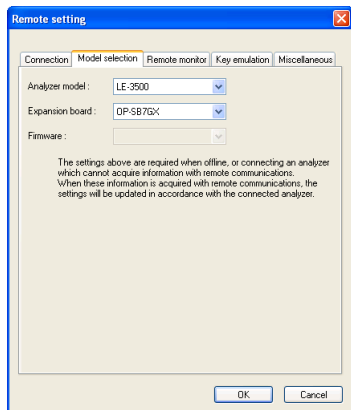 Remote setting
Connection Model selection Remote monitor Key emulation Miscellaneous
Analyzer model : LE-3500
Expansion board : OP-SB7GX
Firmware :
The settings above are required when offline, or connecting an analyzer
which cannot acquire information with remote communications.
When these information is acquired with remote communications, the
settings will be updated in accordance with the connected analyzer.
OK Cancel